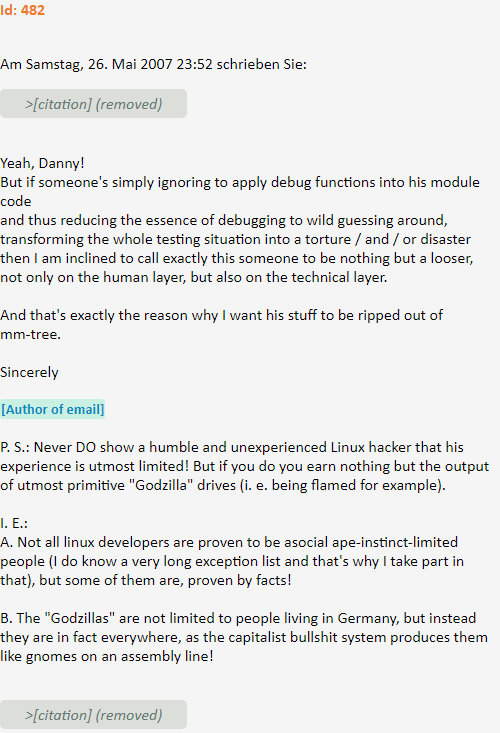 Id: 482
Am Samstag, 26. Mai 2007 23:52 schrieben Sie:
>[citation] (removed)
Yeah, Danny!
But if someone's simply ignoring to apply debug functions into his module
code
and thus reducing the essence of debugging to wild guessing around,
transforming the whole testing situation into a torture / and / or disaster
then I am inclined to call exactly this someone to be nothing but a looser,
not only on the human layer, but also on the technical layer.
And that's exactly the reason why I want his stuff to be ripped out of
mm-tree.
Sincerely
[Author of email]
P. S.: Never DO show a humble and unexperienced Linux hacker that his
experience is utmost limited! But if you do you earn nothing but the output
of utmost primitive "Godzilla" drives (i. e. being flamed for example).
I. E.:
A. Not all linux developers are proven to be asocial ape-instinct-limited
people (I do know a very long exception list and that's why I take part in
that), but some of them are, proven by facts!
B. The "Godzillas" are not limited to people living in Germany, but instead
they are in fact everywhere, as the capitalist bullshit system produces them
like gnomes on an assembly line!
>[citation] (removed)